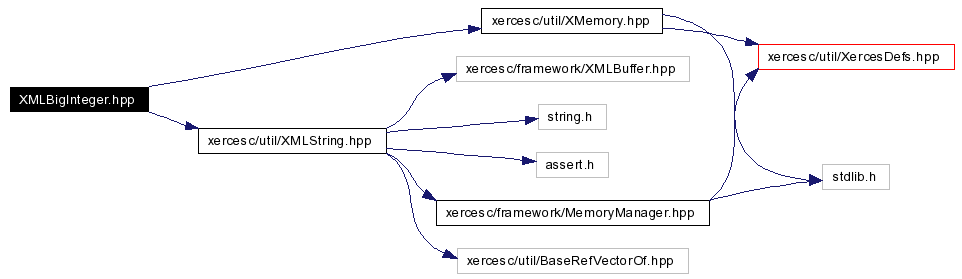 xercesc/util/XMemory.hpp
xercesc/util/XercesDefs.hpp
xercesc/framework/XMLBuffer.hpp
XMLBigInteger.hpp
string.h
xercesc/util/XMLString.hpp
assert.h
stdlib.h
xercesc/framework/MemoryManager.hpp
xercesc/util/BaseRefVectorOf.hpp